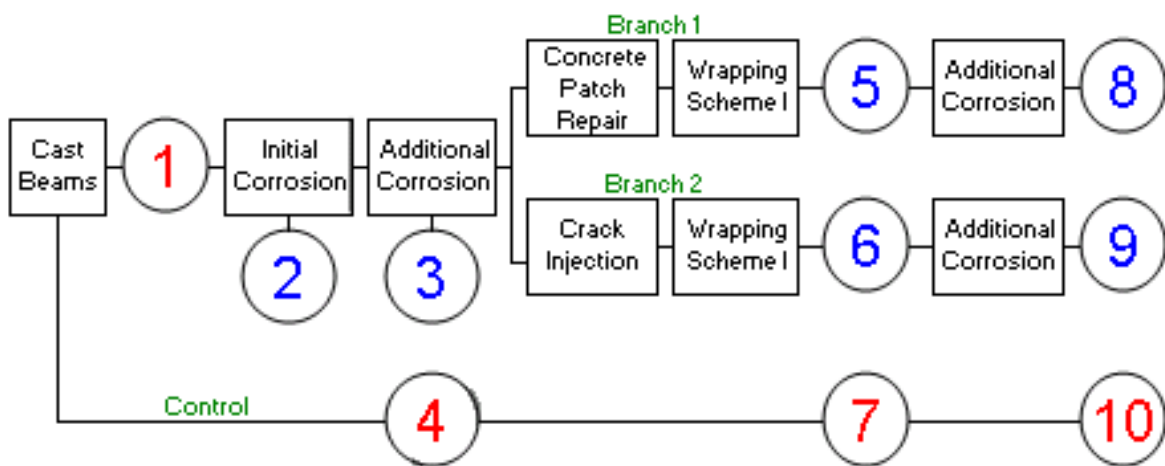 Branch 1
Concrete
Patch
Repair
Wrapping
Scheme I
5
Additional
Corrosion
8
Cast
Beams
1
Initial
Corrosion
Additional
Corrosion
2
3
Branch 2
Crack
Injection
Wrapping
Scheme I
6
Additional
Corrosion
9
Control
4
7
10